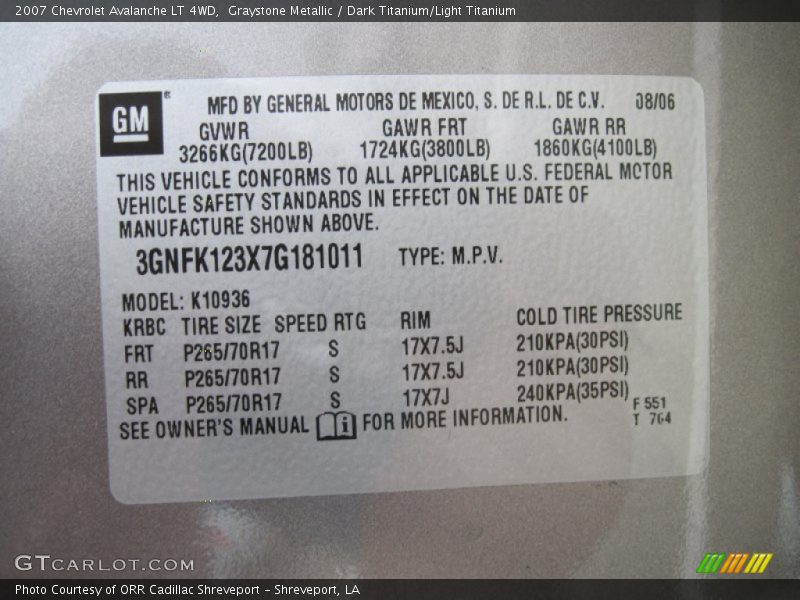 2007 Chevrolet Avalanche LT 4WD,  Graystone Metallic / Dark Titanium/Light Titanium
GM®
MFD BY GENERAL MOTORS DE MEXICO, S. DE R.L. DE C.V. 08/06
GVWR GAWR FRT GAWR RR
3266KG(7200LB) 1724KG(3800LB) 1860KG(4100LB)
THIS VEHICLE CONFORMS TO ALL APPLICABLE U.S. FEDERAL MOTOR
VEHICLE SAFETY STANDARDS IN EFFECT ON THE DATE OF
MANUFACTURE SHOWN ABOVE.
3GNFK123X7G181011 TYPE: M.P.V.
MODEL: K10936
KRBC TIRE SIZE SPEED RTG RIM COLD TIRE PRESSURE
FRT P265/70R17 S 17X7.5J 210KPA(30PSI)
RR P265/70R17 S 17X7.5J 210KPA(30PSI)
SPA P265/70R17 S 17X7J 240KPA(35PSI)
F 551
SEE OWNER'S MANUAL i FOR MORE INFORMATION.
T 764
GTCARLOT.COM
Photo Courtesy of ORR Cadillac Shreveport - Shreveport, LA